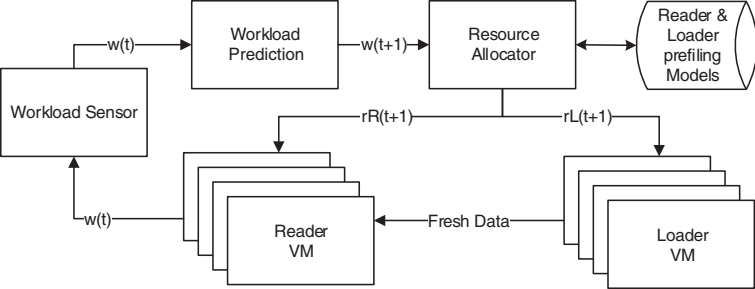 w(t)
Workload
Prediction
w(t+1)
Resource
Allocator
Reader &
Loader
prefiling
Models
Workload Sensor
rR(t+1)
rL(t+1)
w(t)
Reader
VM
Fresh Data
Loader
VM